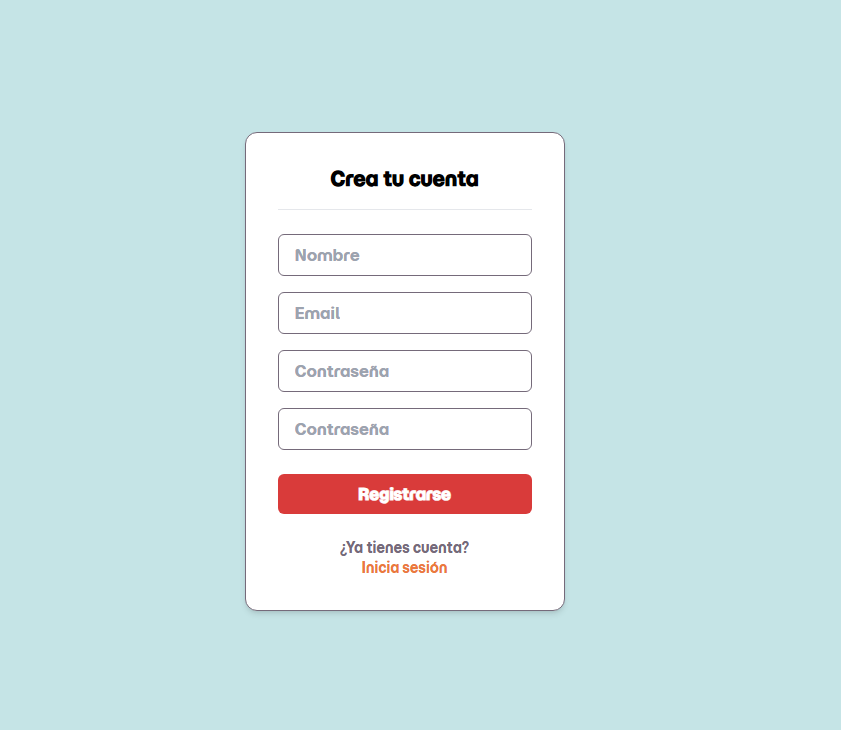 Crea tu cuenta
Nombre
Email
Contraseña
Contraseña
Registrarse
¿Ya tienes cuenta?
Inicia sesión